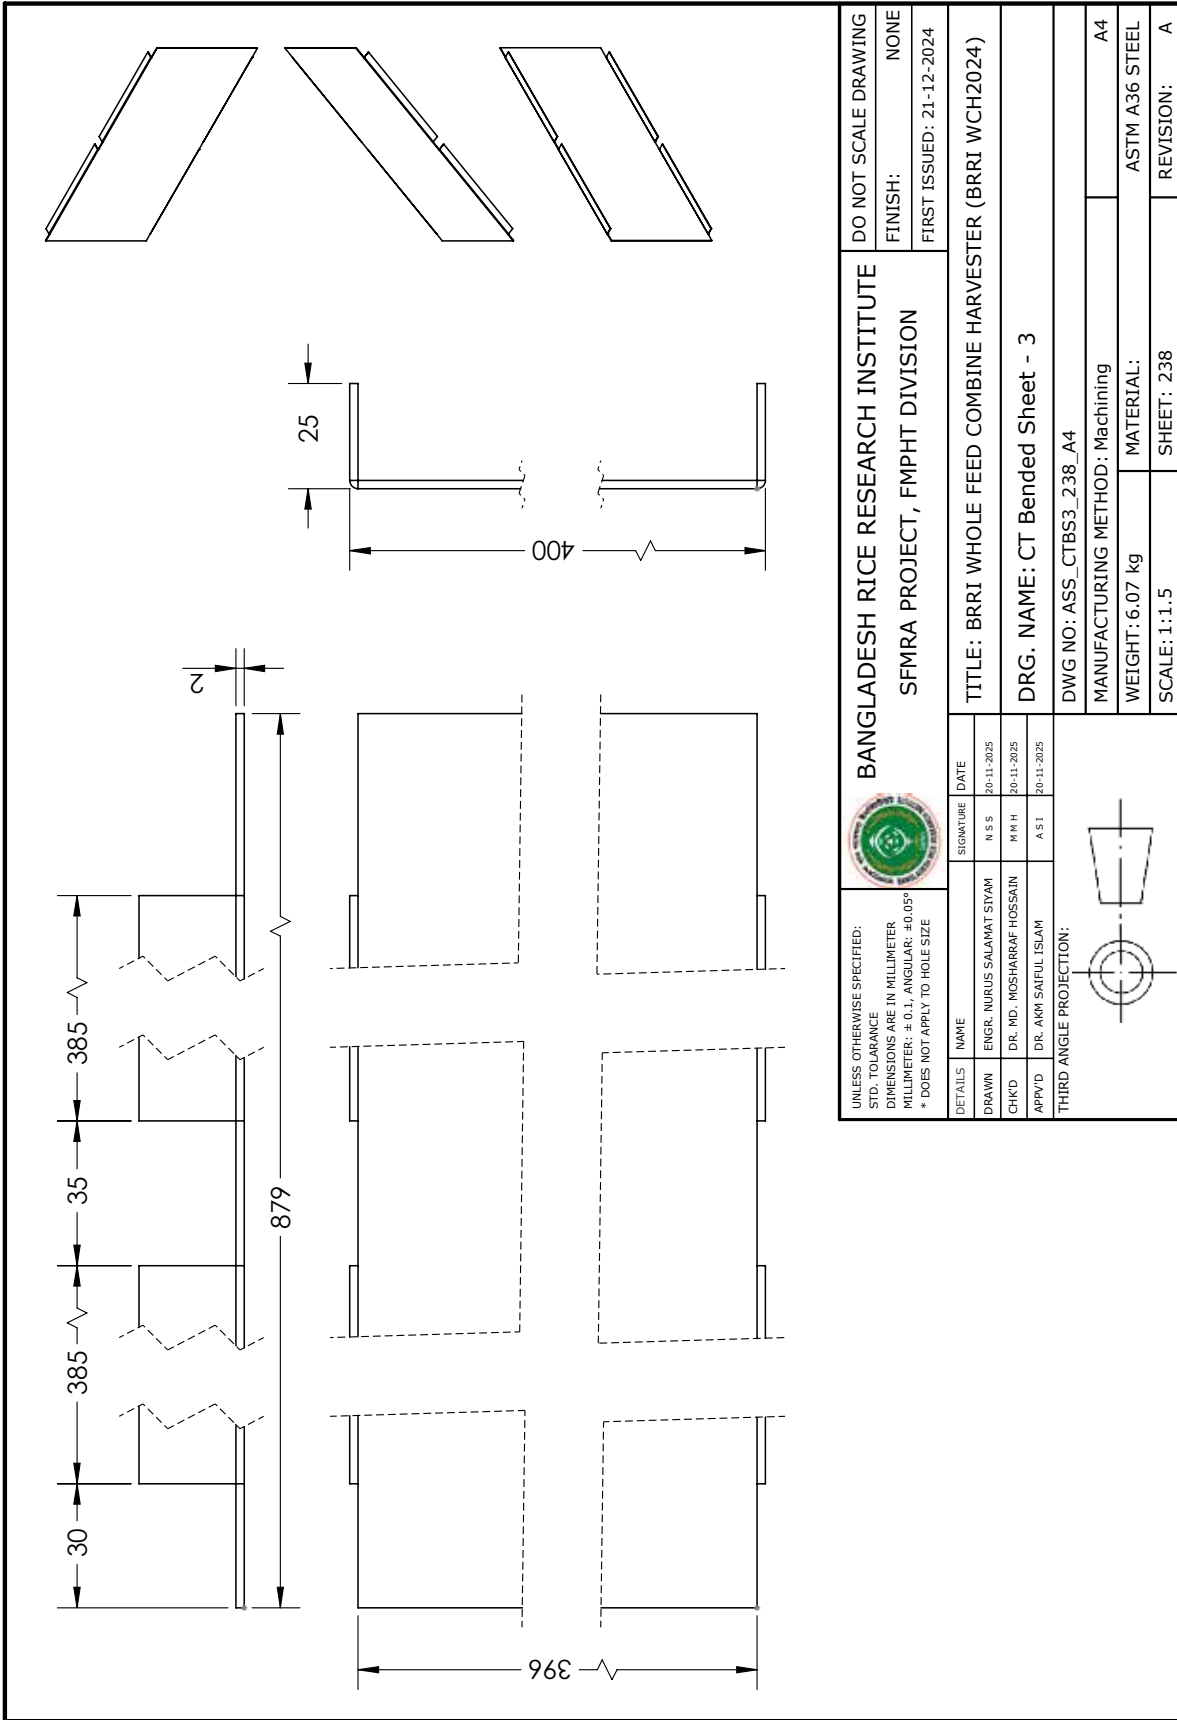 30
385
35
385
879
2
396
400
25
UNLESS OTHERWISE SPECIFIED:
STD. TOLARANCE
DIMENSIONS ARE IN MILLIMETER
MILLIMETER: ± 0.1, ANGULAR: ±0.05°
* DOES NOT APPLY TO HOLE SIZE
BANGLADESH RICE RESEARCH INSTITUTE
SFMRA PROJECT, FMPHT DIVISION
DO NOT SCALE DRAWING
FINISH: NONE
FIRST ISSUED: 21-12-2024
DETAILS NAME SIGNATURE DATE
DRAWN ENGR. NURUS SALAMAT SIYAM N S S 20-11-2025
CHK'D DR. MD. MOSHARRAF HOSSAIN M M H 20-11-2025
APPV'D DR. AKM SAIFUL ISLAM A S I 20-11-2025
THIRD ANGLE PROJECTION:
TITLE: BRRI WHOLE FEED COMBINE HARVESTER (BRRI WCH2024)
DRG. NAME: CT Bended Sheet - 3
DWG NO: ASS_CTBS3_238_A4
MANUFACTURING METHOD: Machining A4
WEIGHT: 6.07 kg MATERIAL: ASTM A36 STEEL
SCALE: 1:1.5 SHEET: 238 REVISION: A